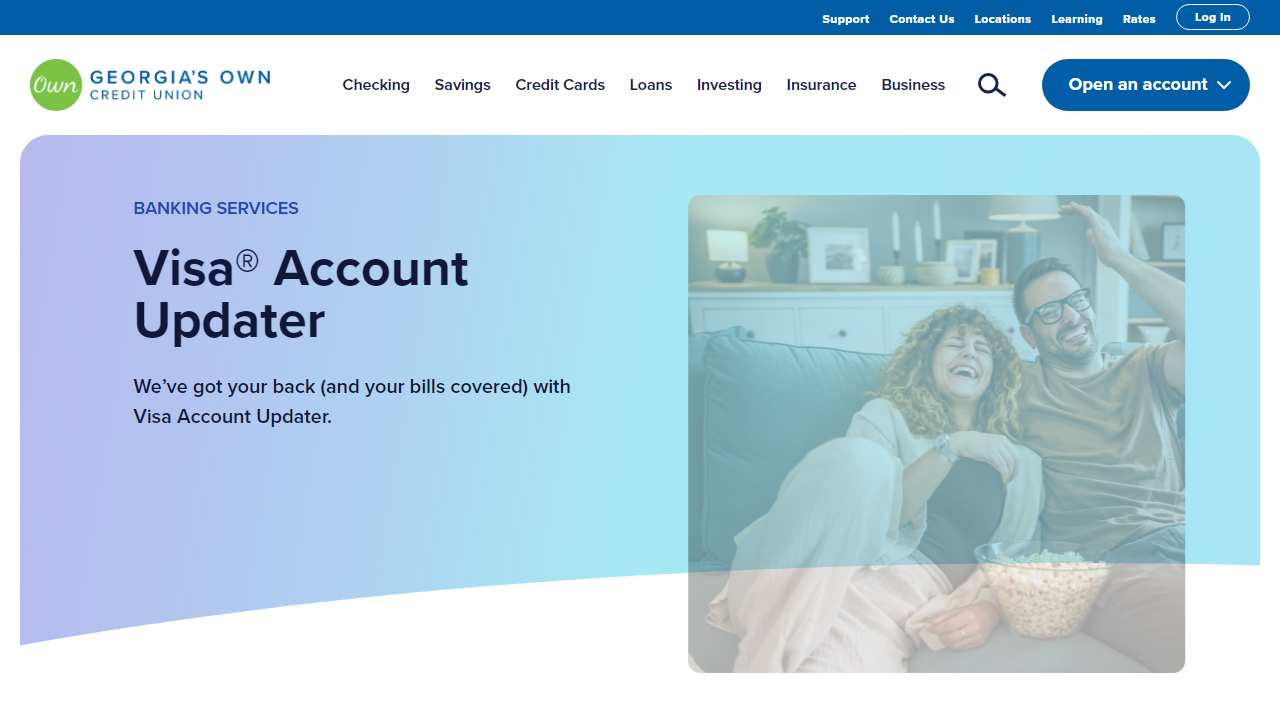 Support Contact Us Locations Learning Rates Log In
Own GEORGIA'S OWN
CREDIT UNION
Checking Savings Credit Cards Loans Investing Insurance Business Open an account
BANKING SERVICES
Visa® Account
Updater
We’ve got your back (and your bills covered) with
Visa Account Updater.